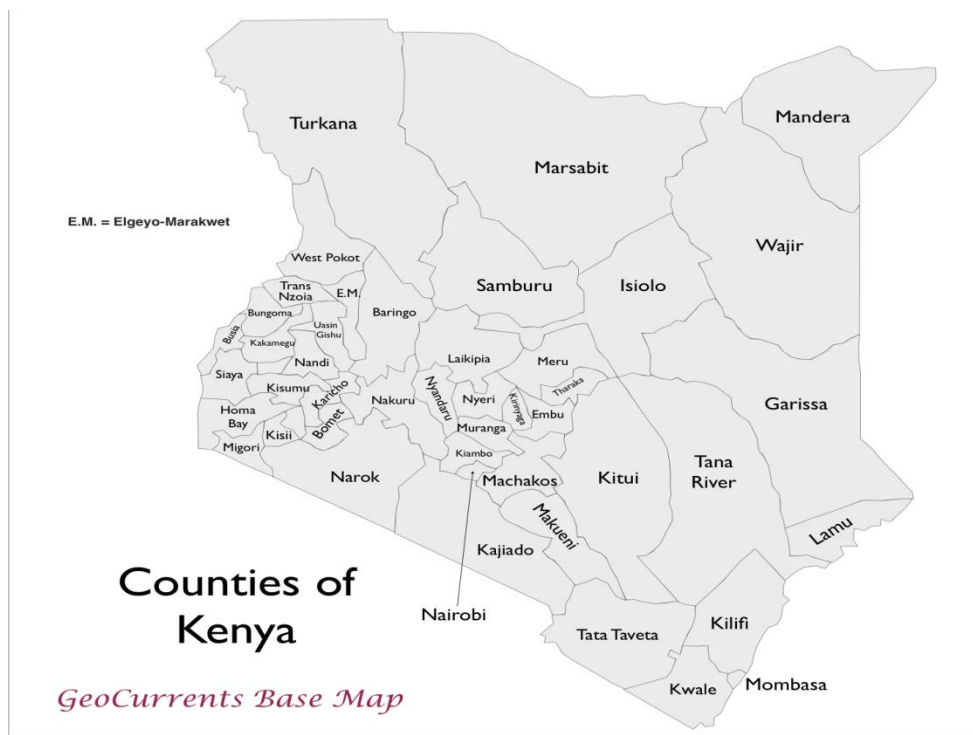 Mandera
Turkana
Marsabit
E.M. = Elgeyo-Marakwet
Wajir
West Pokot
Samburu
Isiolo
Trans
Nzoia
E.M.
Baringo
Bungoma
Uasin
Gishu
Busia
Kakamegu
Nandi
Laikipia
Meru
Siaya
Kisumu
Karicho
Nakuru
Nyandaru
Nyeri
Kirinyaga
Tharaka
Embu
Garissa
Homa
Bay
Kisii
Bomet
Muranga
Migori
Kiambo
Narok
Machakos
Kitui
Tana
River
Makueni
Lamu
Kajiado
Counties of
Kenya
Nairobi
Tata Taveta
Kilifi
Kwale
Mombasa
GeoCurrents Base Map